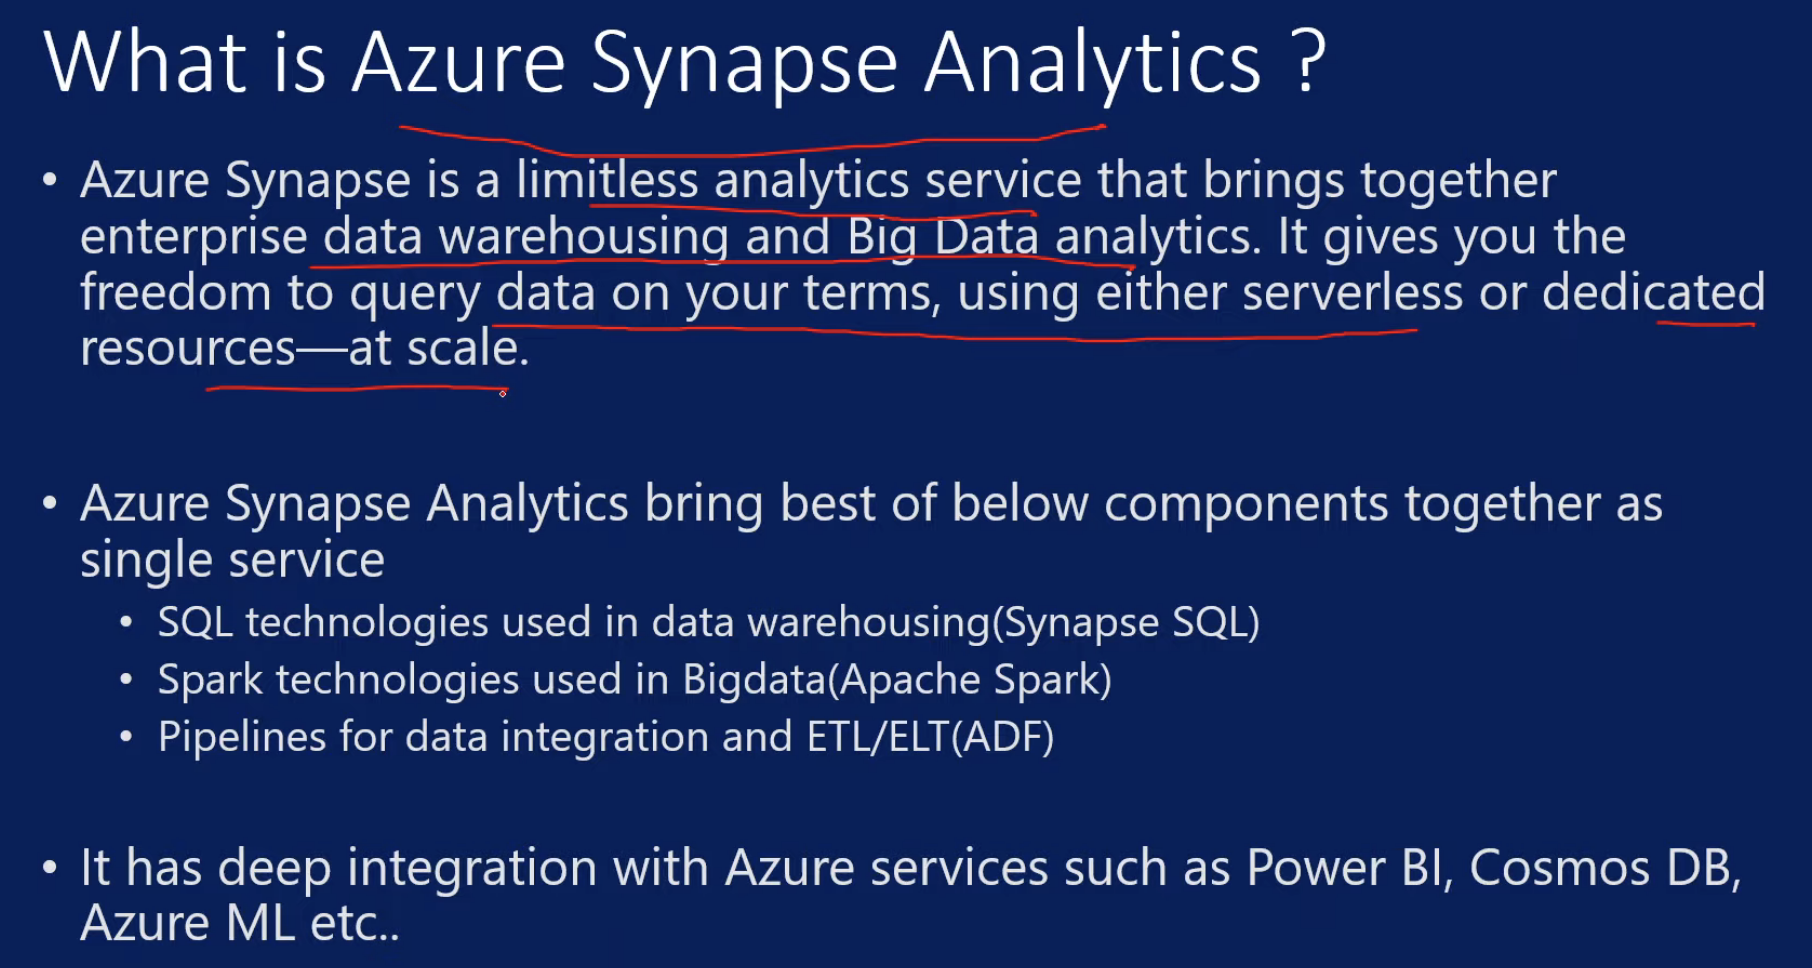 What is Azure Synapse Analytics ?
• Azure Synapse is a limitless analytics service that brings together
enterprise data warehousing and Big Data analytics. It gives you the
freedom to query data on your terms, using either serverless or dedicated
resources—at scale.
• Azure Synapse Analytics bring best of below components together as
single service
• SQL technologies used in data warehousing(Synapse SQL)
• Spark technologies used in Bigdata(Apache Spark)
• Pipelines for data integration and ETL/ELT(ADF)
• It has deep integration with Azure services such as Power BI, Cosmos DB,
Azure ML etc..